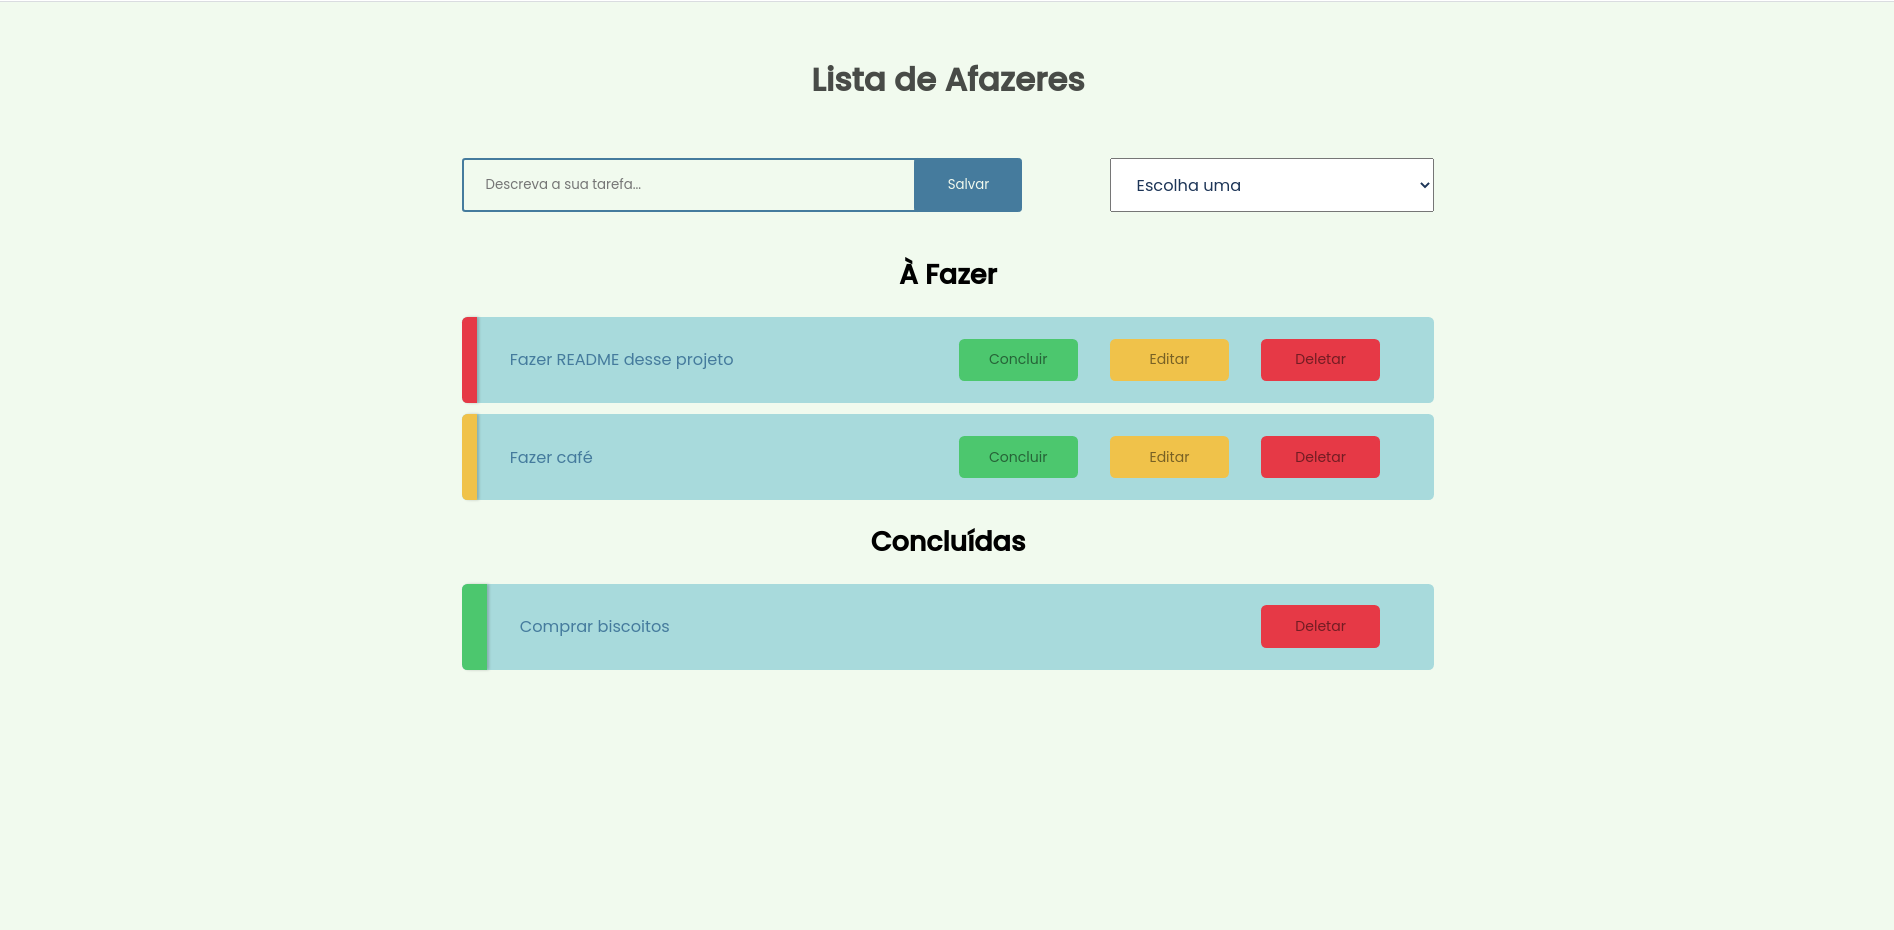 Lista de Afazeres
Descreva a sua tarefa... Salvar Escolha uma
À Fazer
Fazer README desse projeto Concluir Editar Deletar
Fazer café Concluir Editar Deletar
Concluídas
Comprar biscoitos Deletar